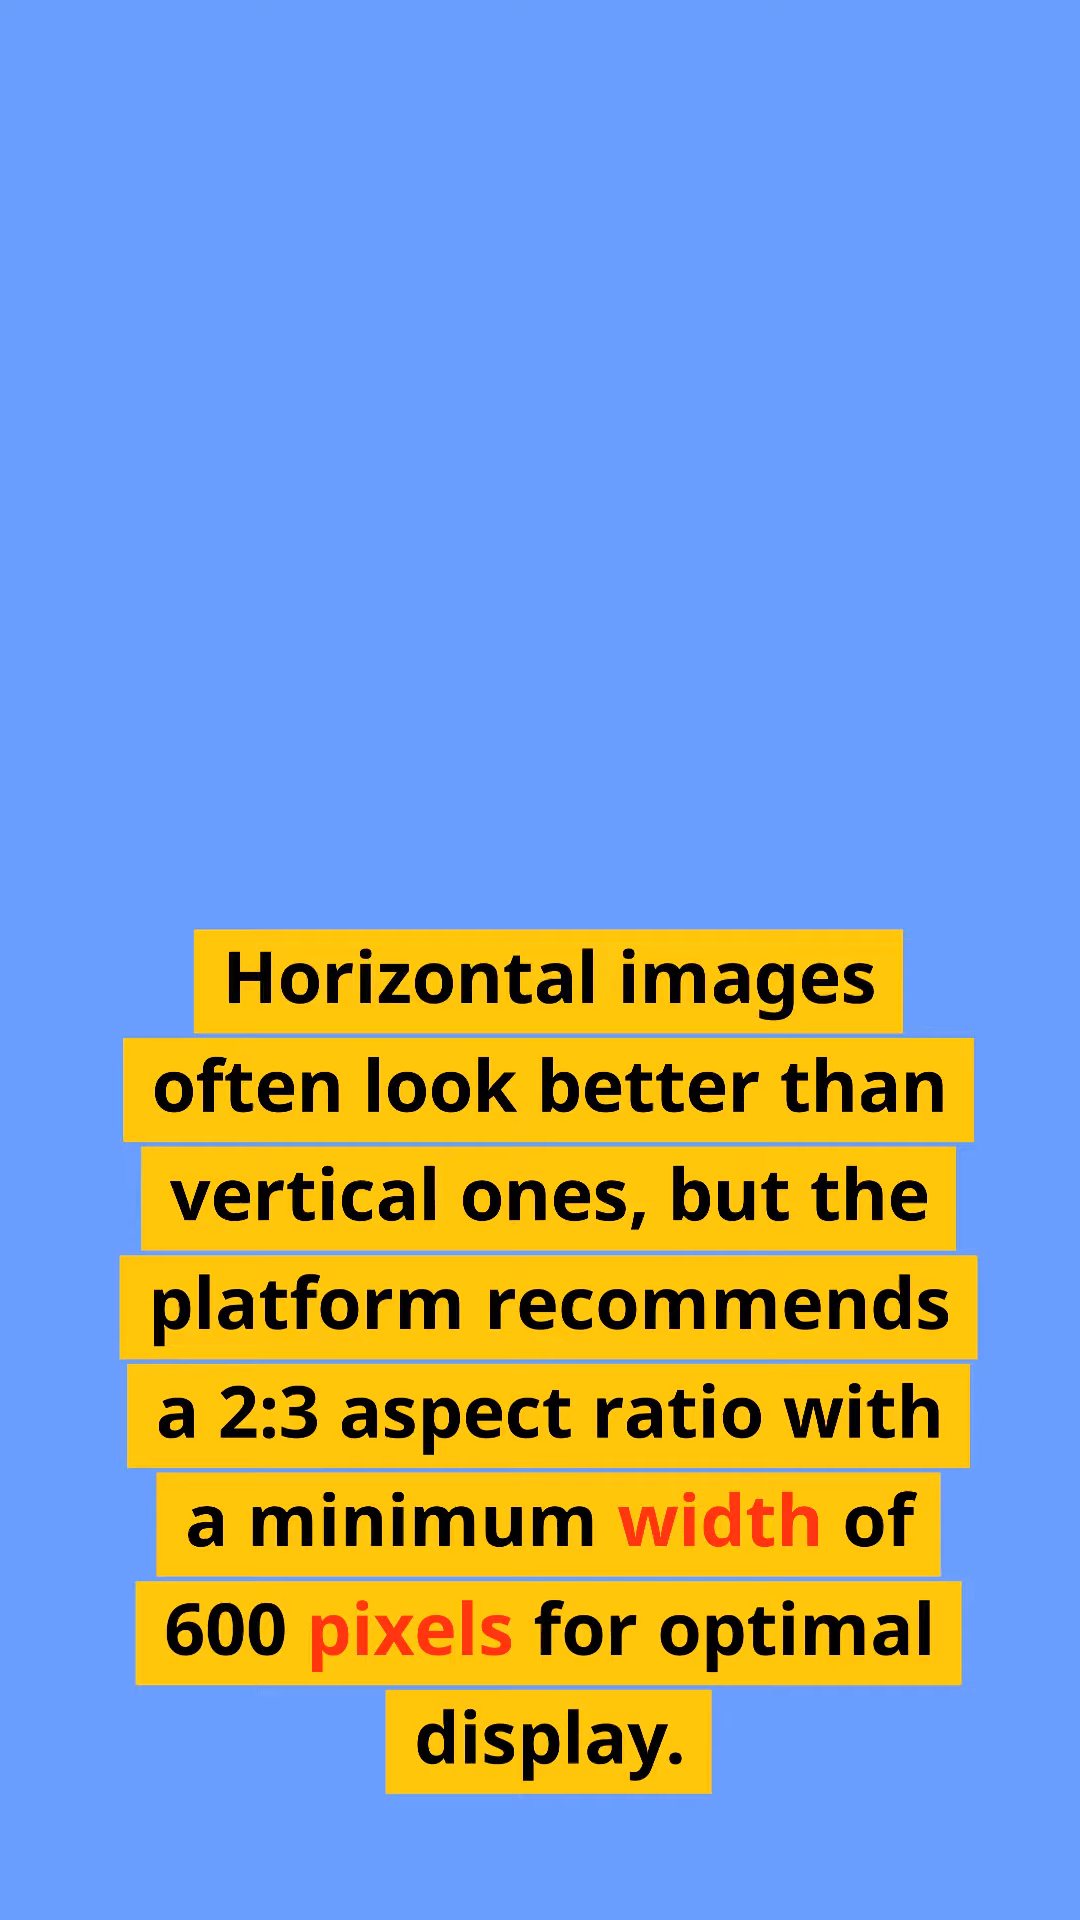 Horizontal images
often look better than
vertical ones, but the
platform recommends
a 2:3 aspect ratio with
a minimum width of
600 pixels for optimal
display.